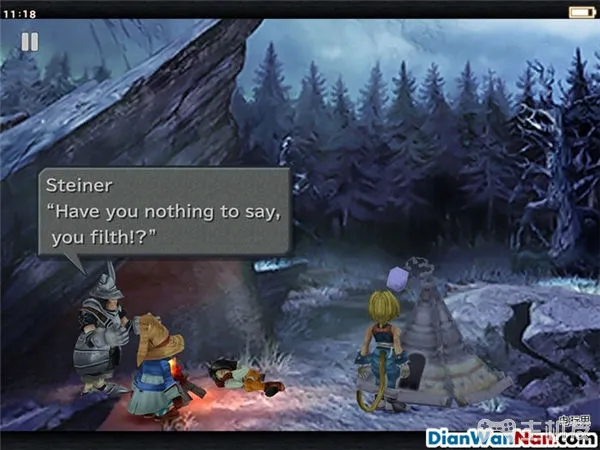 11:18
Steiner
“Have you nothing to say,
you filth!?”
DianWanNan.com